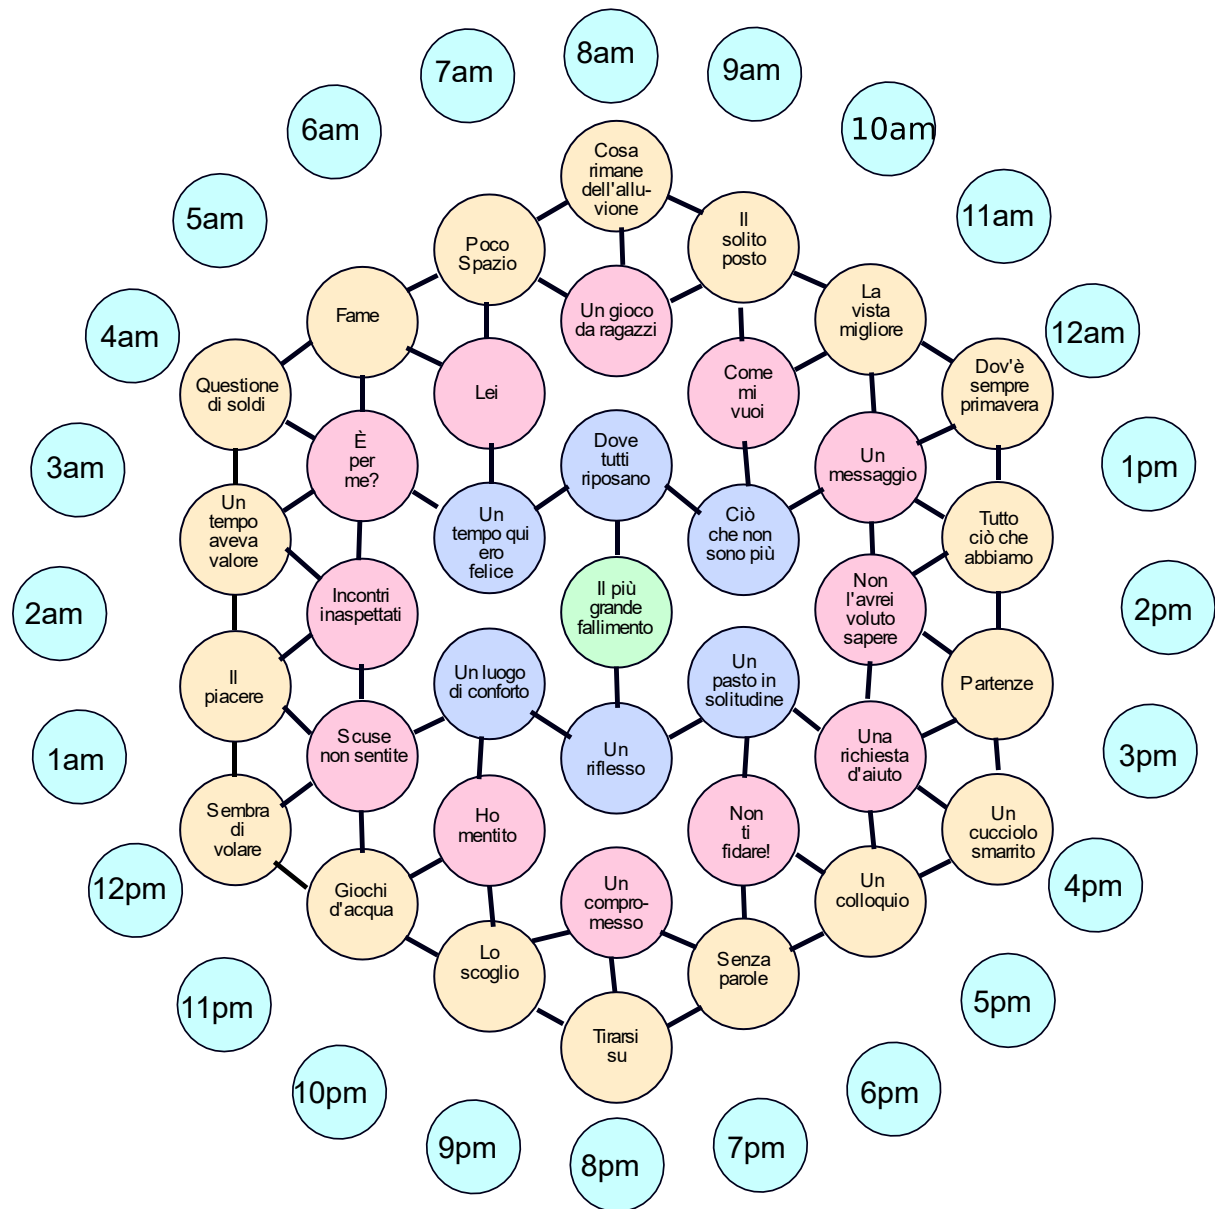 8am
7am
9am
6am
10am
5am
11am
4am
12am
3am
1pm
2am
2pm
1am
3pm
12pm
4pm
11pm
5pm
10pm
6pm
9pm
7pm
8pm
Cosa
rimane
dell'allu-
vione
Poco
Spazio
Il
solito
posto
Fame
Un gioco
da ragazzi
La
vista
migliore
Questione
di soldi
Lei
Come
mi
vuoi
Dov'è
sempre
primavera
È
per
me?
Dove
tutti
riposano
Un
messaggio
Un
tempo
aveva
valore
Un
tempo qui
ero
felice
Ciò
che non
sono più
Tutto
ciò che
abbiamo
Incontri
inaspettati
Il più
grande
fallimento
Non
l'avrei
voluto
sapere
Il
piacere
Un luogo
di conforto
Un
pasto in
solitudine
Partenze
Scuse
non sentite
Un
riflesso
Una
richiesta
d'aiuto
Sembra
di
volare
Ho
mentito
Non
ti
fidare!
Un
cucciolo
smarrito
Giochi
d'acqua
Un
compro-
messo
Un
colloquio
Lo
scoglio
Senza
parole
Tirarsi
su